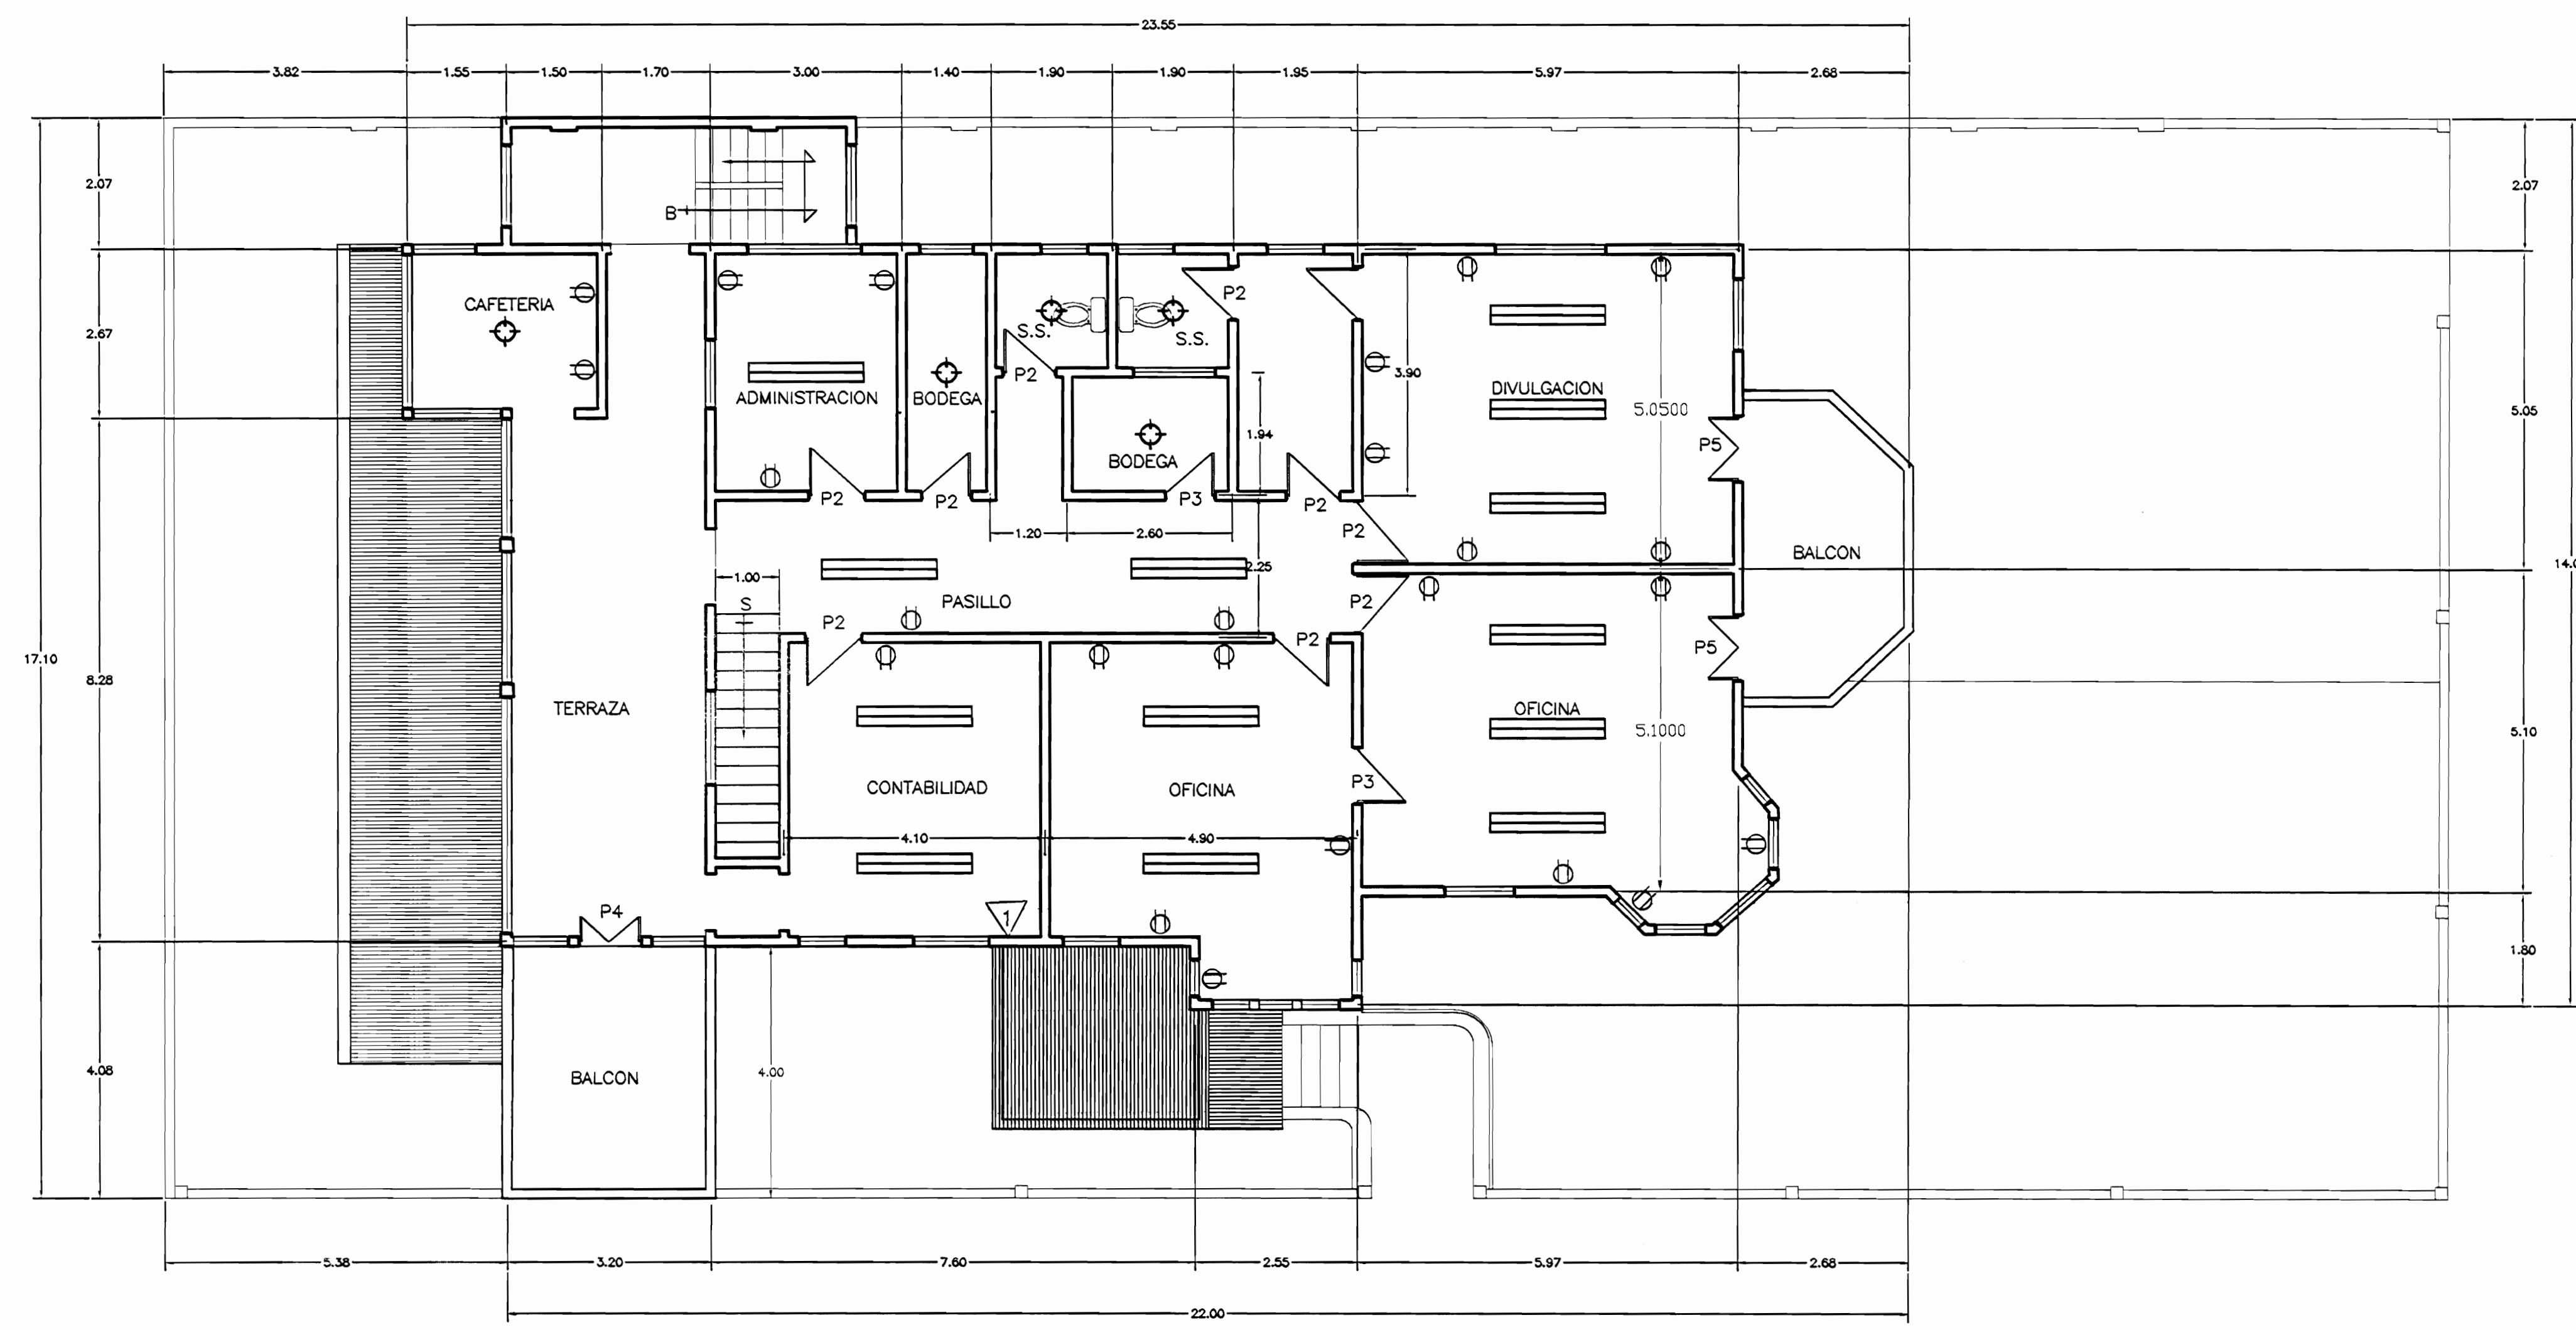 23.55
3.82 1.55 1.50 1.70 3.00 1.40 1.90 1.90 1.95 5.97 2.68
2.07
2.07
B
CAFETERIA
P2
S.S.
S.S.
2.67
P2
3.90
ADMINISTRACION
BODEGA
DIVULGACION
5.0500
5.05
1.94
P5
BODEGA
P2
P2
P3
P2
P2
1.20
2.60
BALCON
2.25
14.0
1.00
S
PASILLO
P2
P2
P2
P5
17.10
8.28
TERRAZA
OFICINA
5.1000
5.10
CONTABILIDAD
OFICINA
P3
4.10
4.90
P4
1
1.80
4.08
BALCON
4.00
5.38 3.20 7.60 2.55 5.97 2.68
22.00